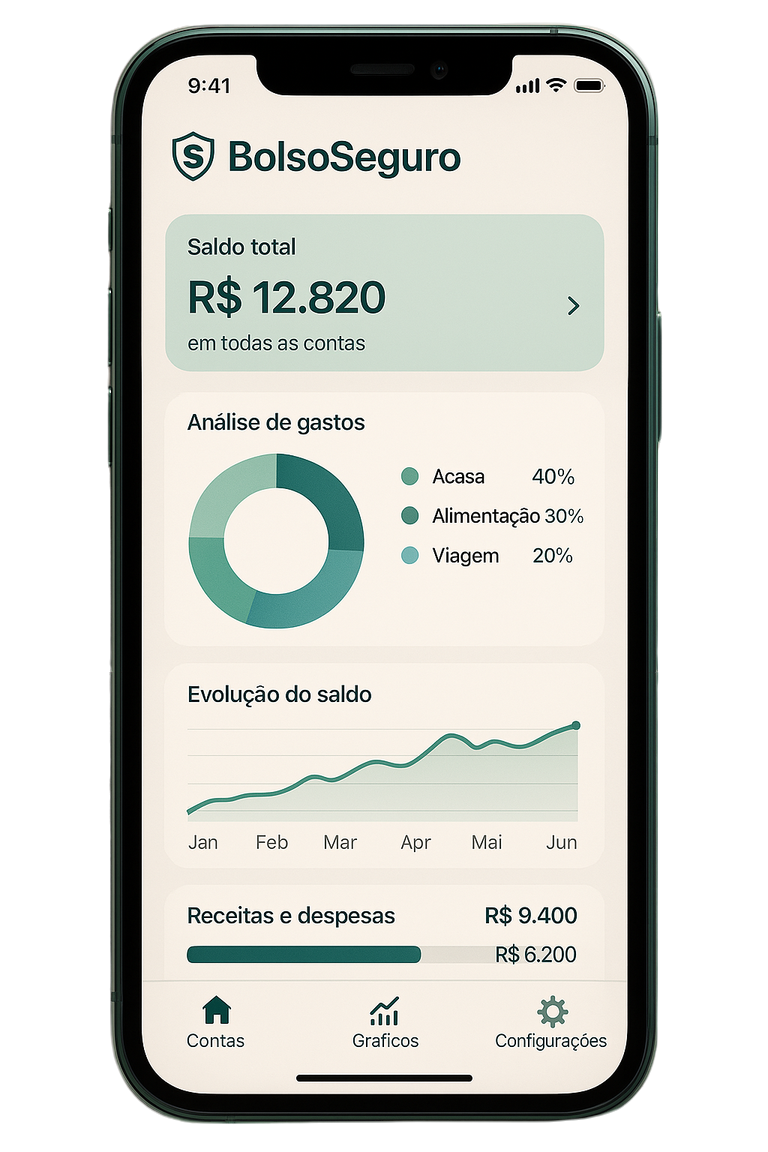 9:41
BolsoSeguro
Saldo total
R$ 12.820
em todas as contas
Análise de gastos
Acasa 40%
Alimentação 30%
Viagem 20%
Evolução do saldo
Jan Feb Mar Apr Mai Jun
Receitas e despesas R$ 9.400
R$ 6.200
Contas Graficos Configurações